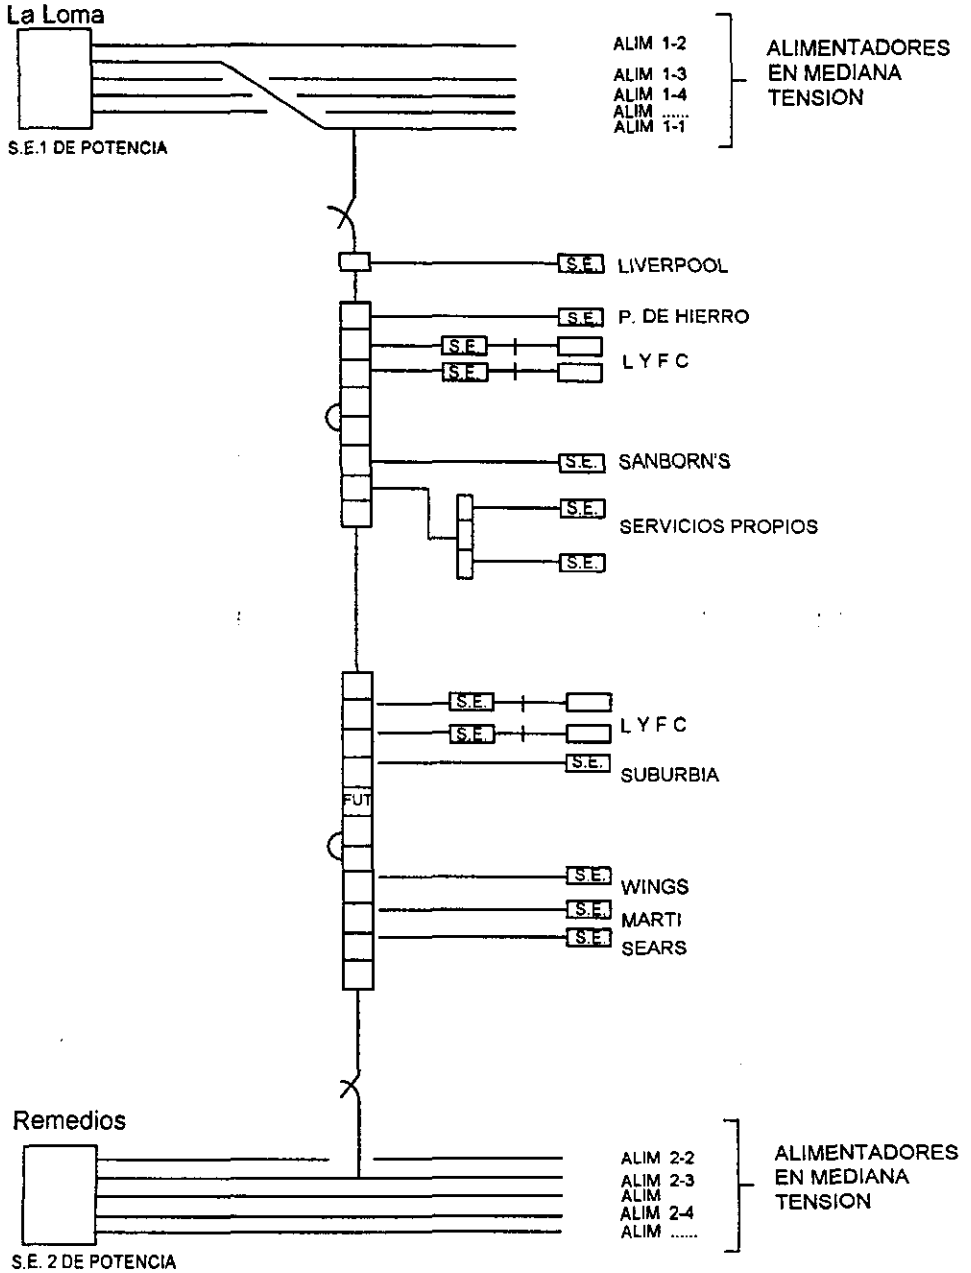 La Loma
ALIM 1-2
ALIM 1-3
ALIM 1-4
ALIM ......
ALIM 1-1
ALIMENTADORES
EN MEDIANA
TENSION
S.E.1 DE POTENCIA
S.E. LIVERPOOL
S.E. P. DE HIERRO
S.E.
S.E.
L Y F C
S.E. SANBORN'S
S.E.
SERVICIOS PROPIOS
S.E.
S.E.
S.E.
L Y F C
S.E.
SUBURBIA
FUT
S.E.
WINGS
S.E.
MARTI
S.E.
SEARS
Remedios
ALIM 2-2
ALIM 2-3
ALIM
ALIM 2-4
ALIM ......
ALIMENTADORES
EN MEDIANA
TENSION
S.E. 2 DE POTENCIA